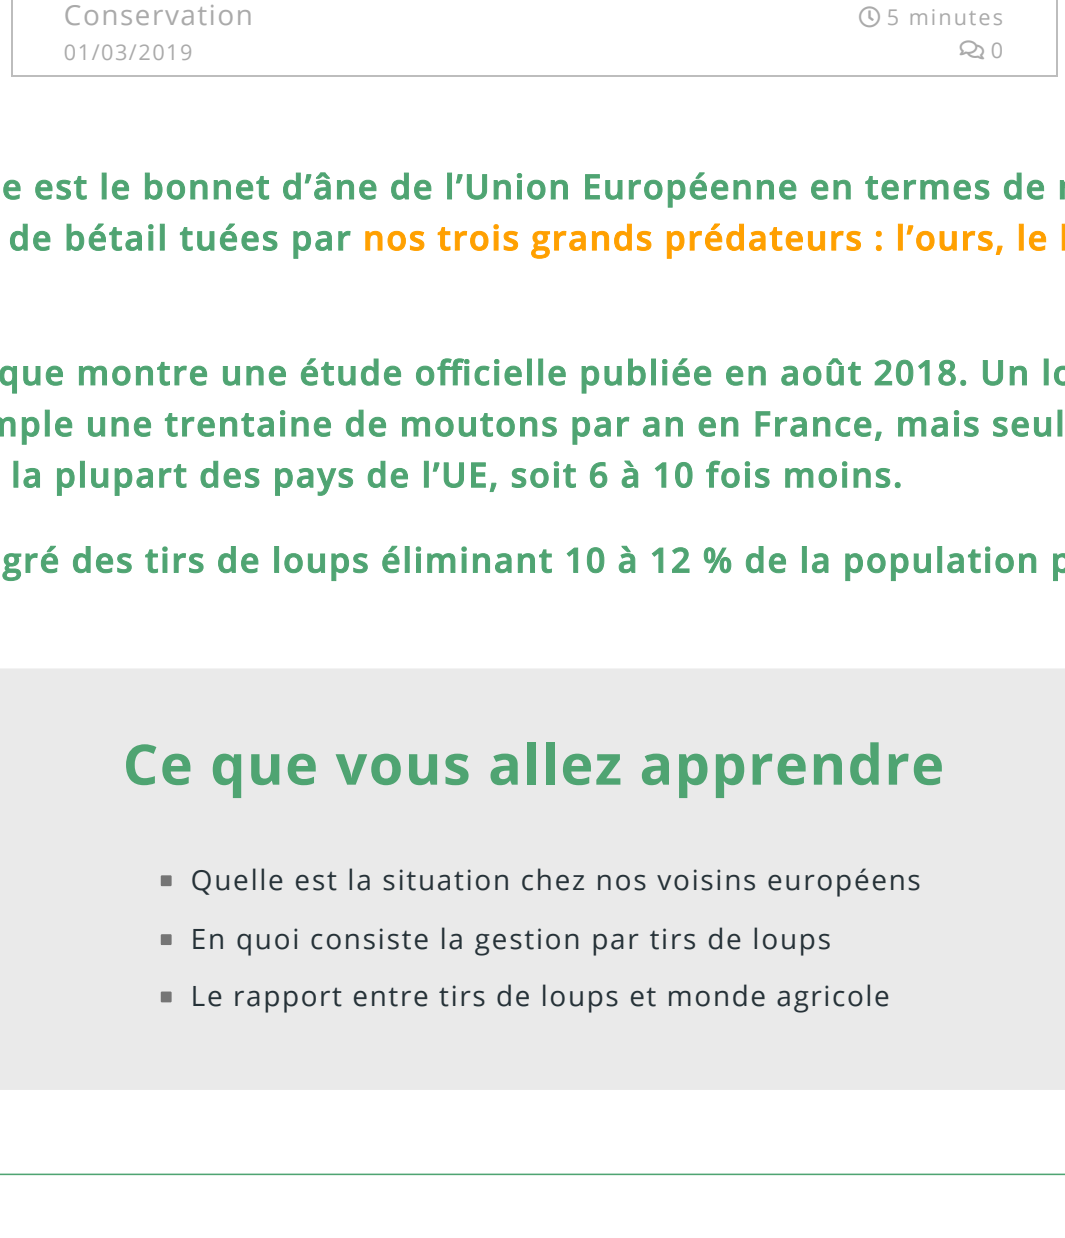 Conservation
5 minutes
01/03/2019
0
e est le bonnet d’âne de l’Union Européenne en termes de
de bétail tuées par nos trois grands prédateurs : l’ours, le
que montre une étude officielle publiée en août 2018. Un
mple une trentaine de moutons par an en France, mais seul
la plupart des pays de l’UE, soit 6 à 10 fois moins.
gré des tirs de loups éliminant 10 à 12 % de la population
Ce que vous allez apprendre
Quelle est la situation chez nos voisins européens
En quoi consiste la gestion par tirs de loups
Le rapport entre tirs de loups et monde agricole